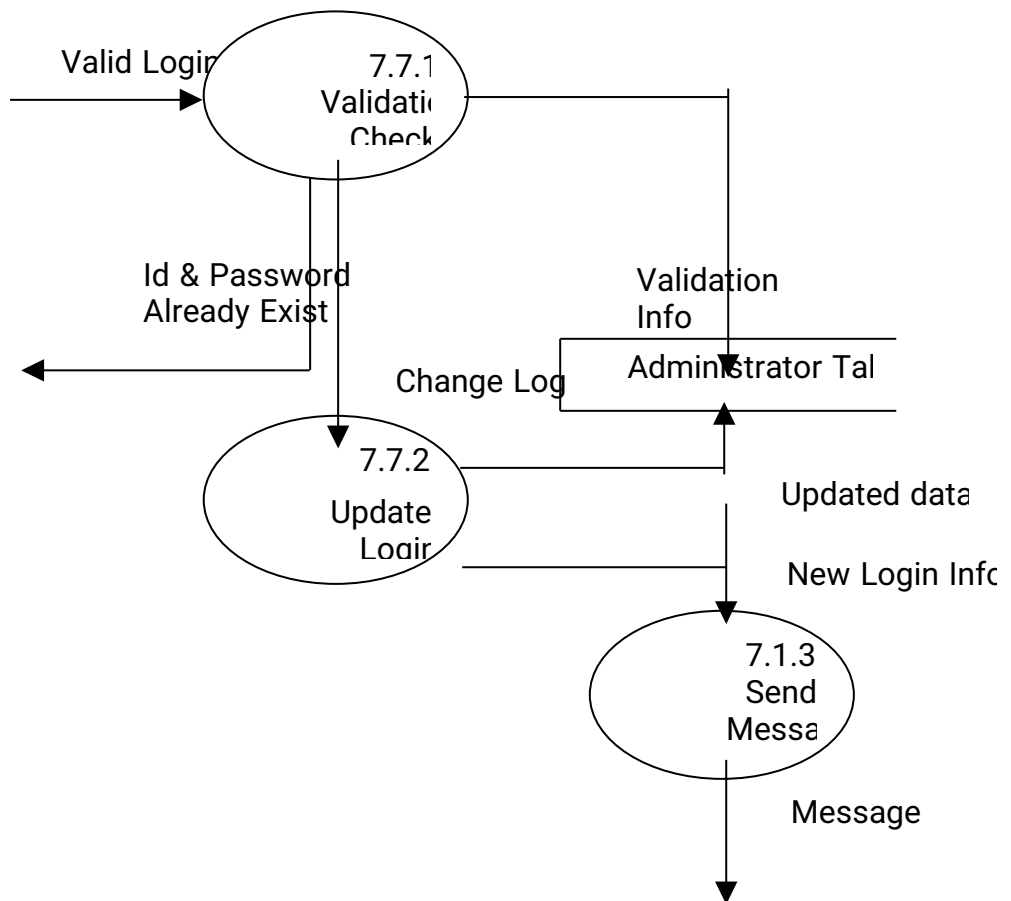 Valid Login
7.7.1
Validatio
Check
Id & Password
Already Exist
Validation
Info
Administrator Tal
Change Log
7.7.2
Update
Login
Updated data
New Login Info
7.1.3
Send
Messa
Message